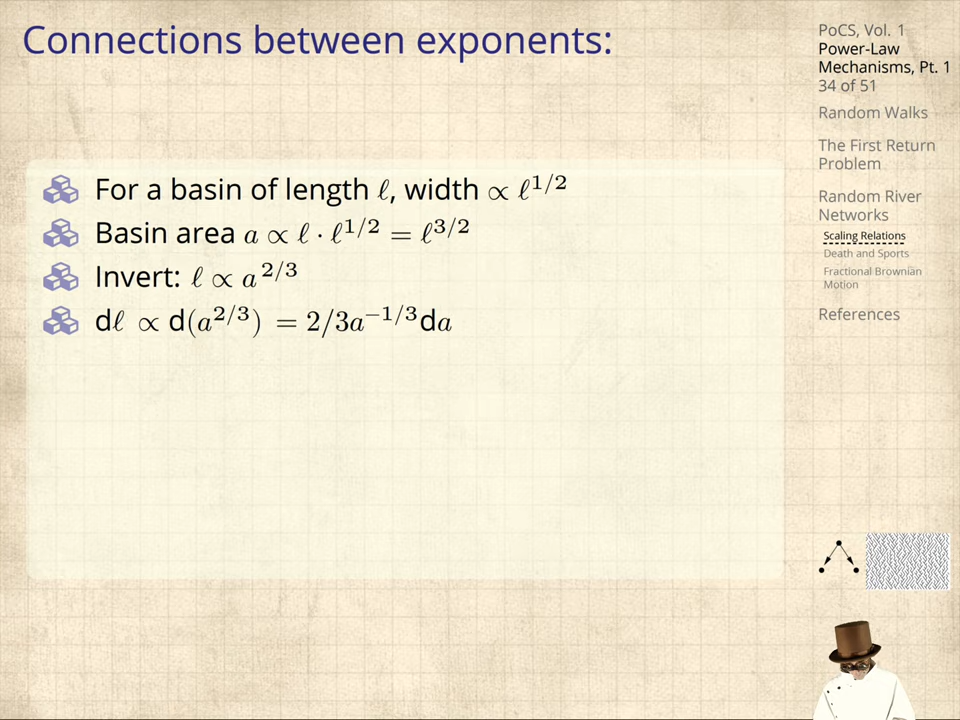 Connections between exponents:
For a basin of length ℓ, width ∝ ℓ^{1/2}
Basin area a ∝ ℓ · ℓ^{1/2} = ℓ^{3/2}
Invert: ℓ ∝ a^{2/3}
dℓ ∝ d(a^{2/3}) = 2/3a^{−1/3}da
PoCS, Vol. 1
Power-Law
Mechanisms, Pt. 1
34 of 51
Random Walks
The First Return
Problem
Random River
Networks
Scaling Relations
Death and Sports
Fractional Brownian
Motion
References